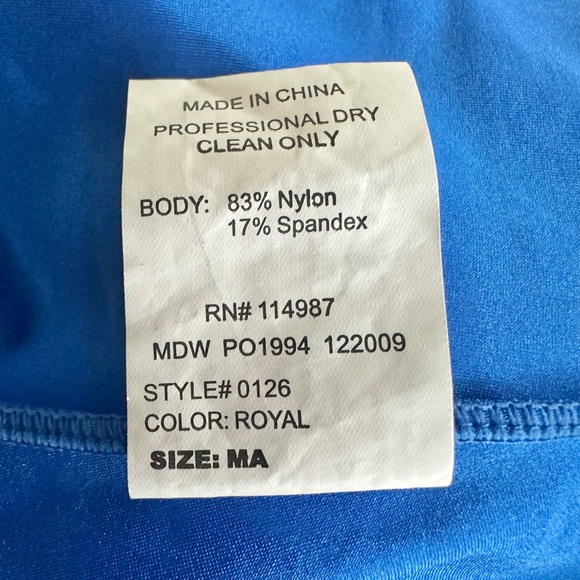 MADE IN CHINA
PROFESSIONAL DRY
CLEAN ONLY
BODY: 83% Nylon
17% Spandex
RN# 114987
MDW PO1994 122009
STYLE# 0126
COLOR: ROYAL
SIZE: MA